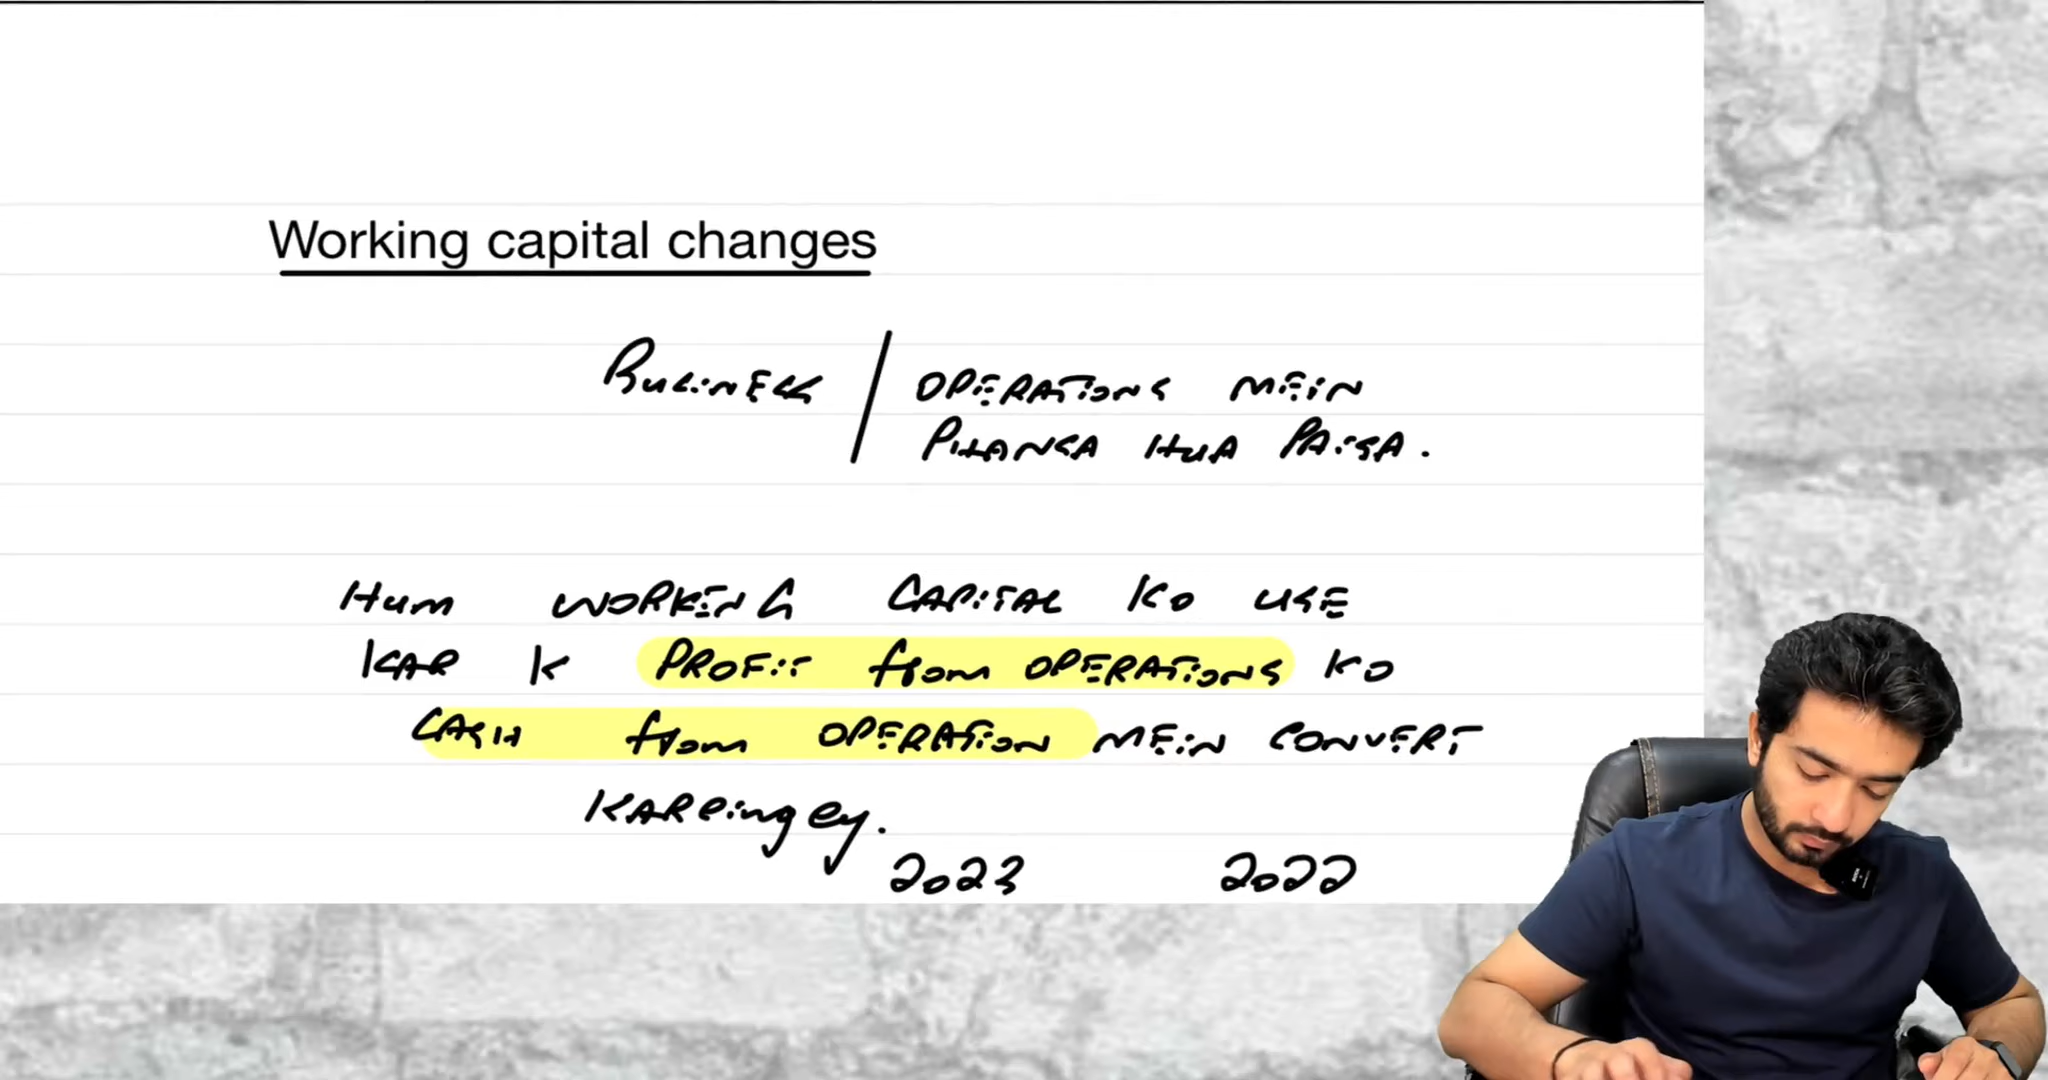 Working capital changes
Business / OPERATIONS MEIN
PHANSA HUA PAISA.
Hum WORKING CAPITAL KO USE
KAR K PROFIT from OPERATIONS KO
CASH from OPERATION MEIN CONVERT
KAREingey.
2023 2022